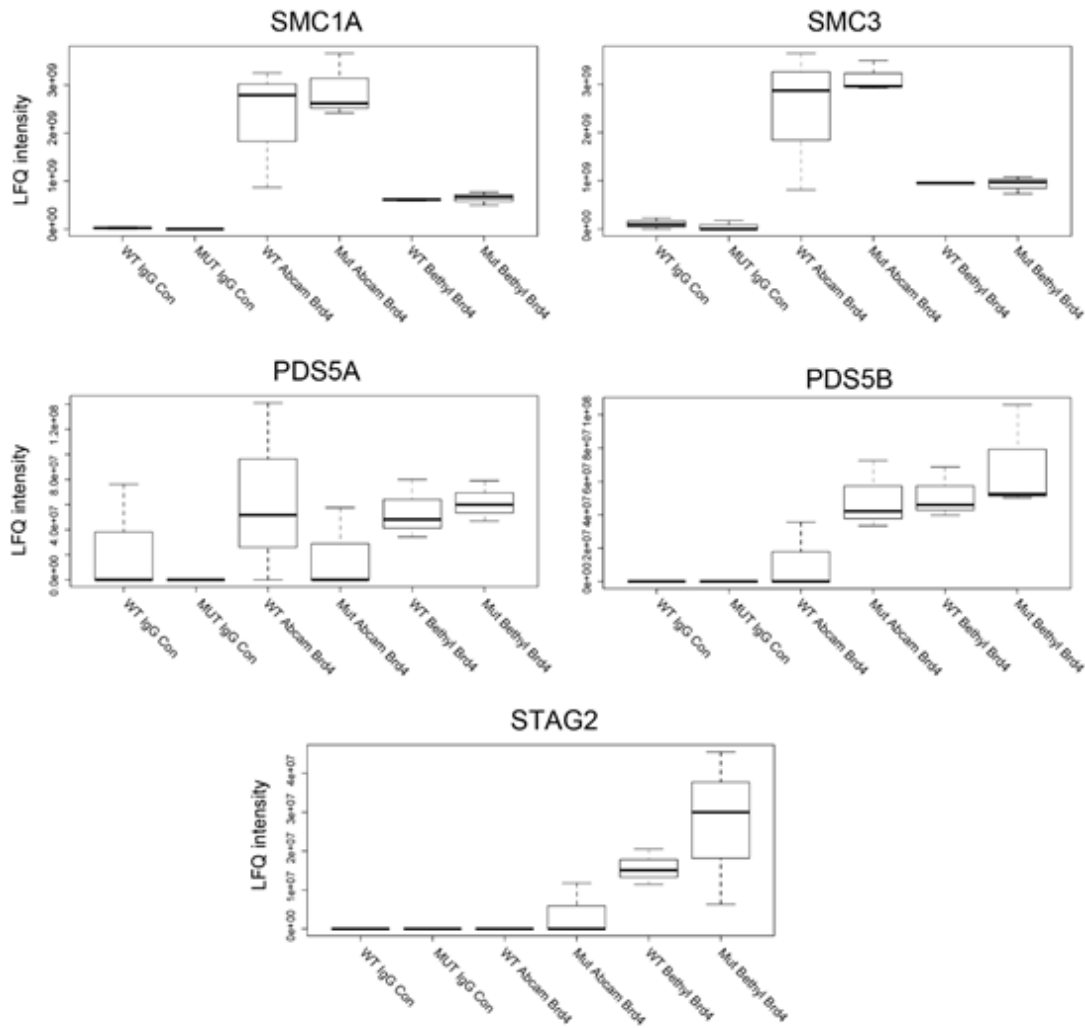 SMC1A
LFQ intensity
0e+00 1e+09 2e+09 3e+09
WT IgG Con
MUT IgG Con
WT Abcam Brd4
Mut Abcam Brd4
WT Bethyl Brd4
Mut Bethyl Brd4
SMC3
0e+00 1e+09 2e+09 3e+09
WT IgG Con
MUT IgG Con
WT Abcam Brd4
Mut Abcam Brd4
WT Bethyl Brd4
Mut Bethyl Brd4
PDS5A
LFQ intensity
0.0e+00 4.0e+07 8.0e+07 1.2e+08
WT IgG Con
MUT IgG Con
WT Abcam Brd4
Mut Abcam Brd4
WT Bethyl Brd4
Mut Bethyl Brd4
PDS5B
0e+00 2e+07 4e+07 6e+07 8e+07 1e+08
WT IgG Con
MUT IgG Con
WT Abcam Brd4
Mut Abcam Brd4
WT Bethyl Brd4
Mut Bethyl Brd4
STAG2
LFQ intensity
0e+00 1e+07 2e+07 3e+07 4e+07
WT IgG Con
MUT IgG Con
WT Abcam Brd4
Mut Abcam Brd4
WT Bethyl Brd4
Mut Bethyl Brd4